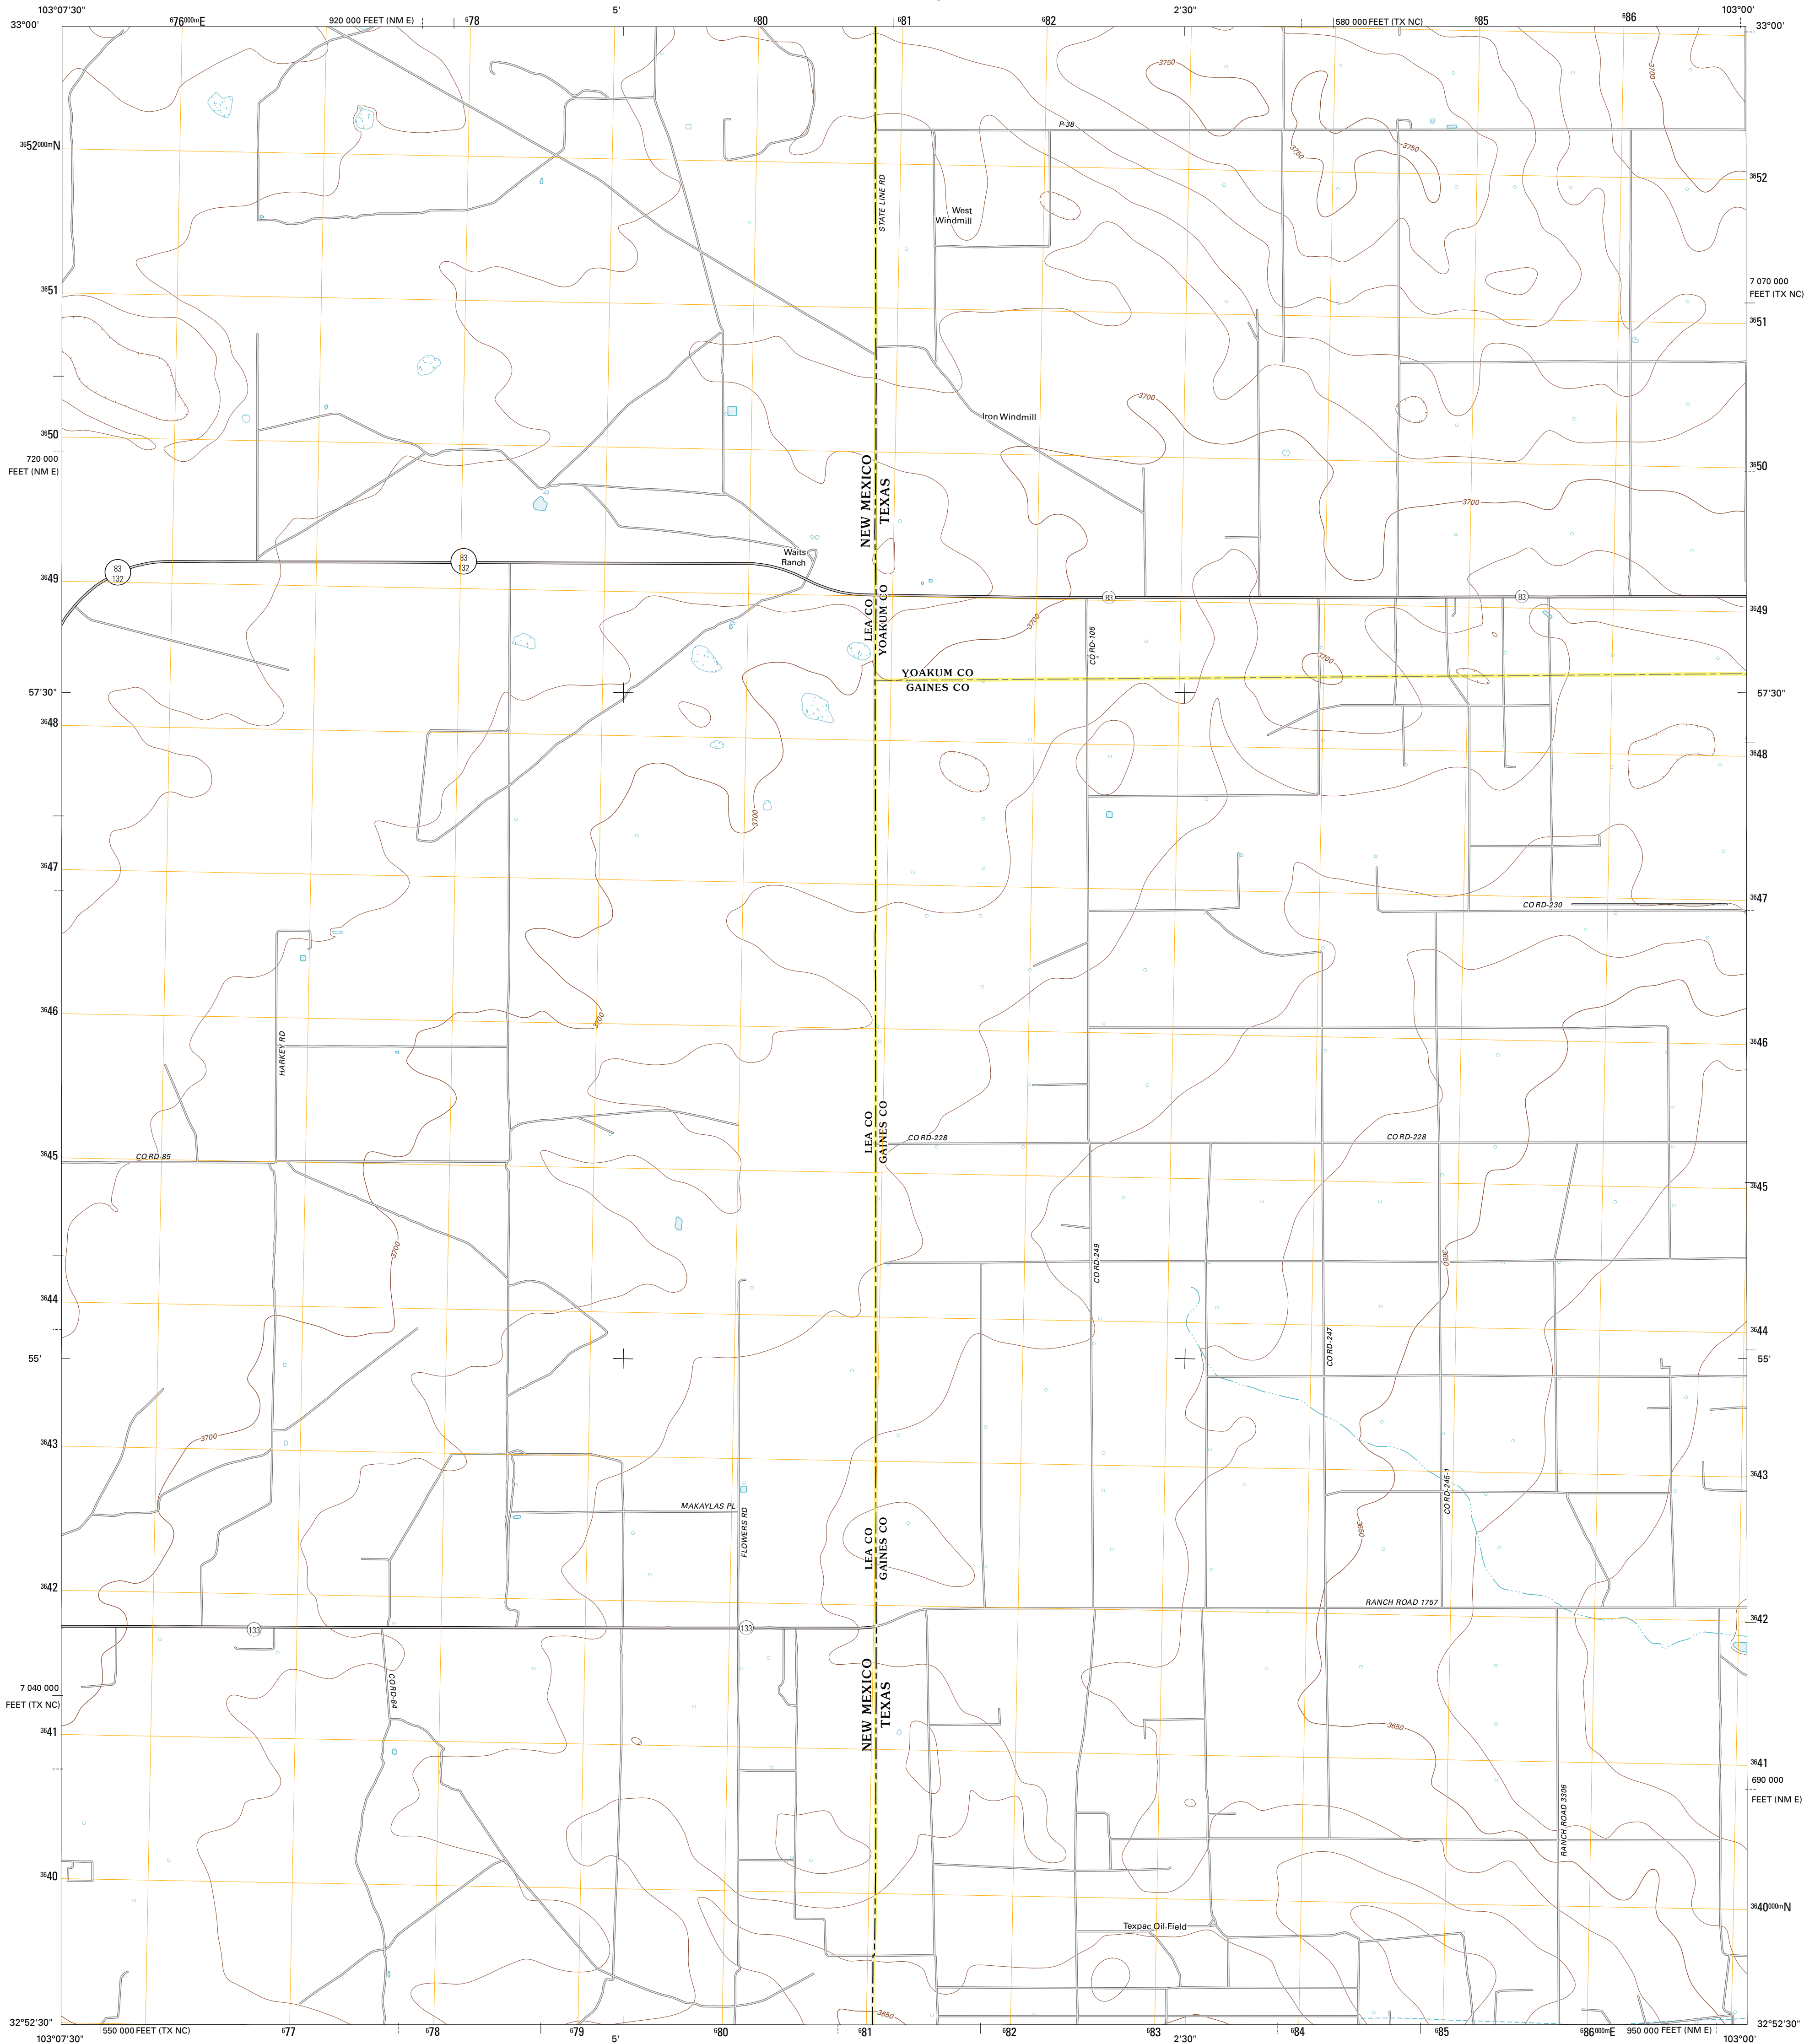 103°07'30"
⁶76⁰⁰⁰ᵐE
920 000 FEET (NM E)
⁶78
5'
⁶80
⁶81
⁶82
2'30"
580 000 FEET (TX NC)
⁶85
⁶86
103°00'
33°00'
33°00'
3750
3700
P-38
3750
3750
³⁶52⁰⁰⁰ᵐN
³⁶52
STATE LINE RD
West
Windmill
³⁶51
7 070 000
FEET (TX NC)
³⁶51
3700
Iron Windmill
³⁶50
720 000
FEET (NM E)
³⁶50
NEW MEXICO
TEXAS
3700
Waits
Ranch
83
132
83
132
³⁶49
83
83
³⁶49
LEA CO
YOAKUM CO
3700
CO RD-105
3700
YOAKUM CO
GAINES CO
57'30"
57'30"
³⁶48
³⁶48
3700
³⁶47
³⁶47
CO RD-230
³⁶46
3700
HARKEY RD
³⁶46
LEA CO
GAINES CO
CO RD-228
CO RD-228
³⁶45
CO RD-85
³⁶45
3700
CO RD-249
3650
³⁶44
³⁶44
CO RD-247
55'
55'
3700
³⁶43
³⁶43
CO RD-245-1
MAKAYLAS PL
FLOWERS RD
LEA CO
GAINES CO
3650
³⁶42
RANCH ROAD 1757
³⁶42
133
133
CO RD-84
NEW MEXICO
TEXAS
7 040 000
FEET (TX NC)
3650
³⁶41
³⁶41
690 000
FEET (NM E)
RANCH ROAD 3306
³⁶40
³⁶40⁰⁰⁰ᵐN
Texpac Oil Field
3650
32°52'30"
32°52'30"
550 000 FEET (TX NC)
103°07'30"
⁶77
⁶78
⁶79
5'
⁶80
⁶81
⁶82
⁶83
2'30"
⁶84
⁶85
⁶86⁰⁰⁰ᵐE
950 000 FEET (NM E)
103°00'